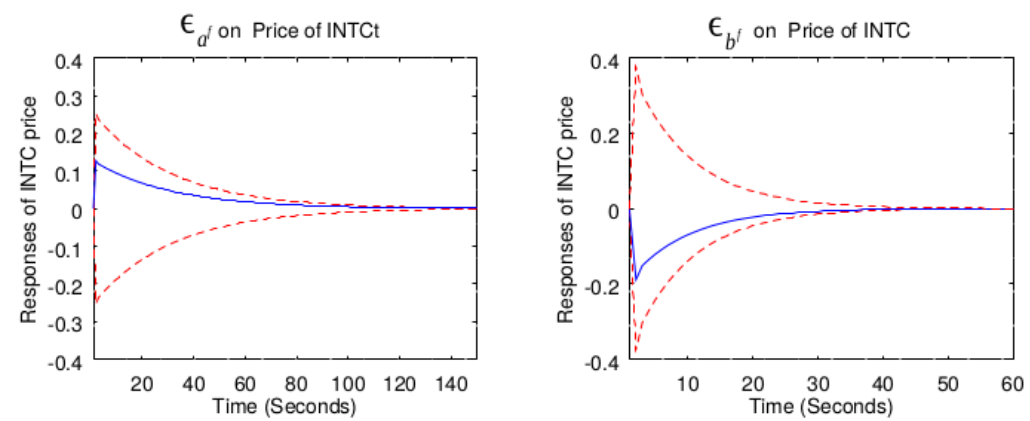 ϵ_{a^f} on Price of INTCt
Responses of INTC price
0.4
0.3
0.2
0.1
0
-0.1
-0.2
-0.3
-0.4
20 40 60 80 100 120 140
Time (Seconds)
ϵ_{b^f} on Price of INTC
Responses of INTC price
0.4
0.2
0
-0.2
-0.4
10 20 30 40 50 60
Time (Seconds)